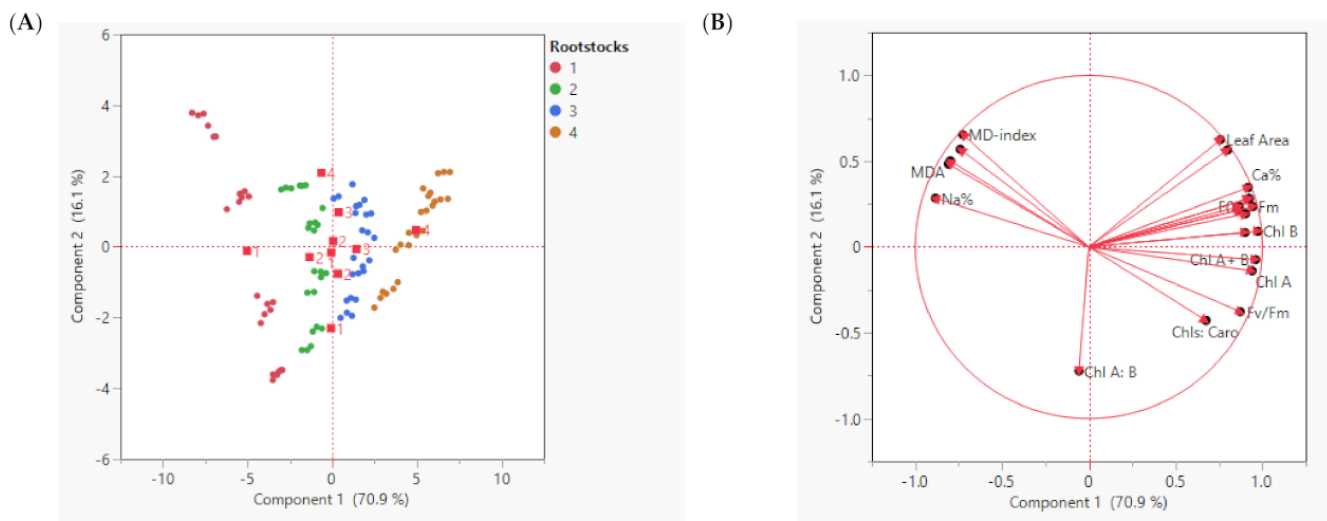 (A)
6
4
2
0
-2
-4
-6
Component 2 (16.1 %)
-10
-5
0
5
10
Component 1 (70.9 %)
4
3
2
1
2
1
3
4
2
1
Rootstocks
1
2
3
4
(B)
1.0
0.5
0
-0.5
-1.0
Component 2 (16.1 %)
-1.0
-0.5
0
0.5
1.0
Component 1 (70.9 %)
MD-index
MDA
Na%
Leaf Area
Ca%
F0
Fm
Chl B
Chl A+ B
Chl A
Fv/Fm
Chls: Caro
Chl A: B